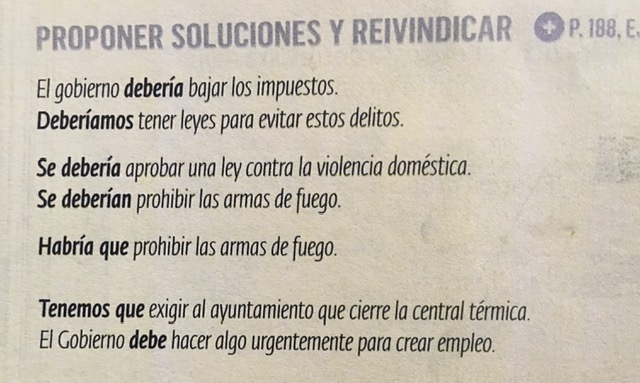 PROPONER SOLUCIONES Y REIVINDICAR + P. 188, E.
El gobierno debería bajar los impuestos.
Deberíamos tener leyes para evitar estos delitos.
Se debería aprobar una ley contra la violencia doméstica.
Se deberían prohibir las armas de fuego.
Habría que prohibir las armas de fuego.
Tenemos que exigir al ayuntamiento que cierre la central térmica.
El Gobierno debe hacer algo urgentemente para crear empleo.